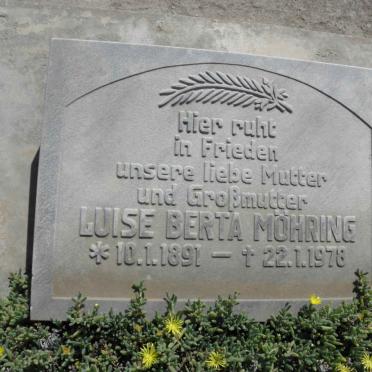 Hier ruht
in Frieden
unsere liebe Mutter
und Großmutter
LUISE BERTA MÖHRING
* 10.1.1891 — † 22.1.1978